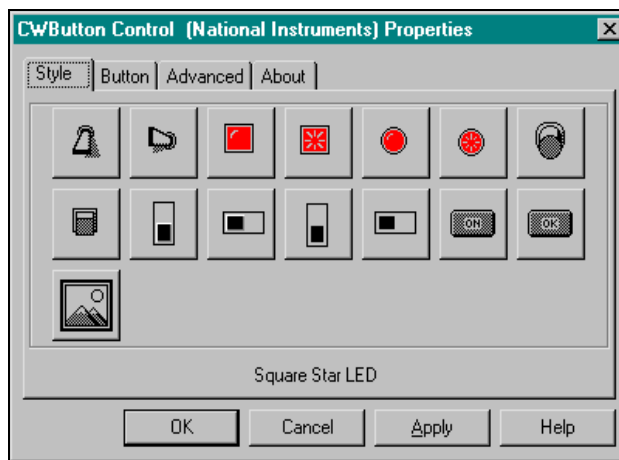 CWButton Control (National Instruments) Properties
Style Button Advanced About
ON OK
Square Star LED
OK Cancel Apply Help